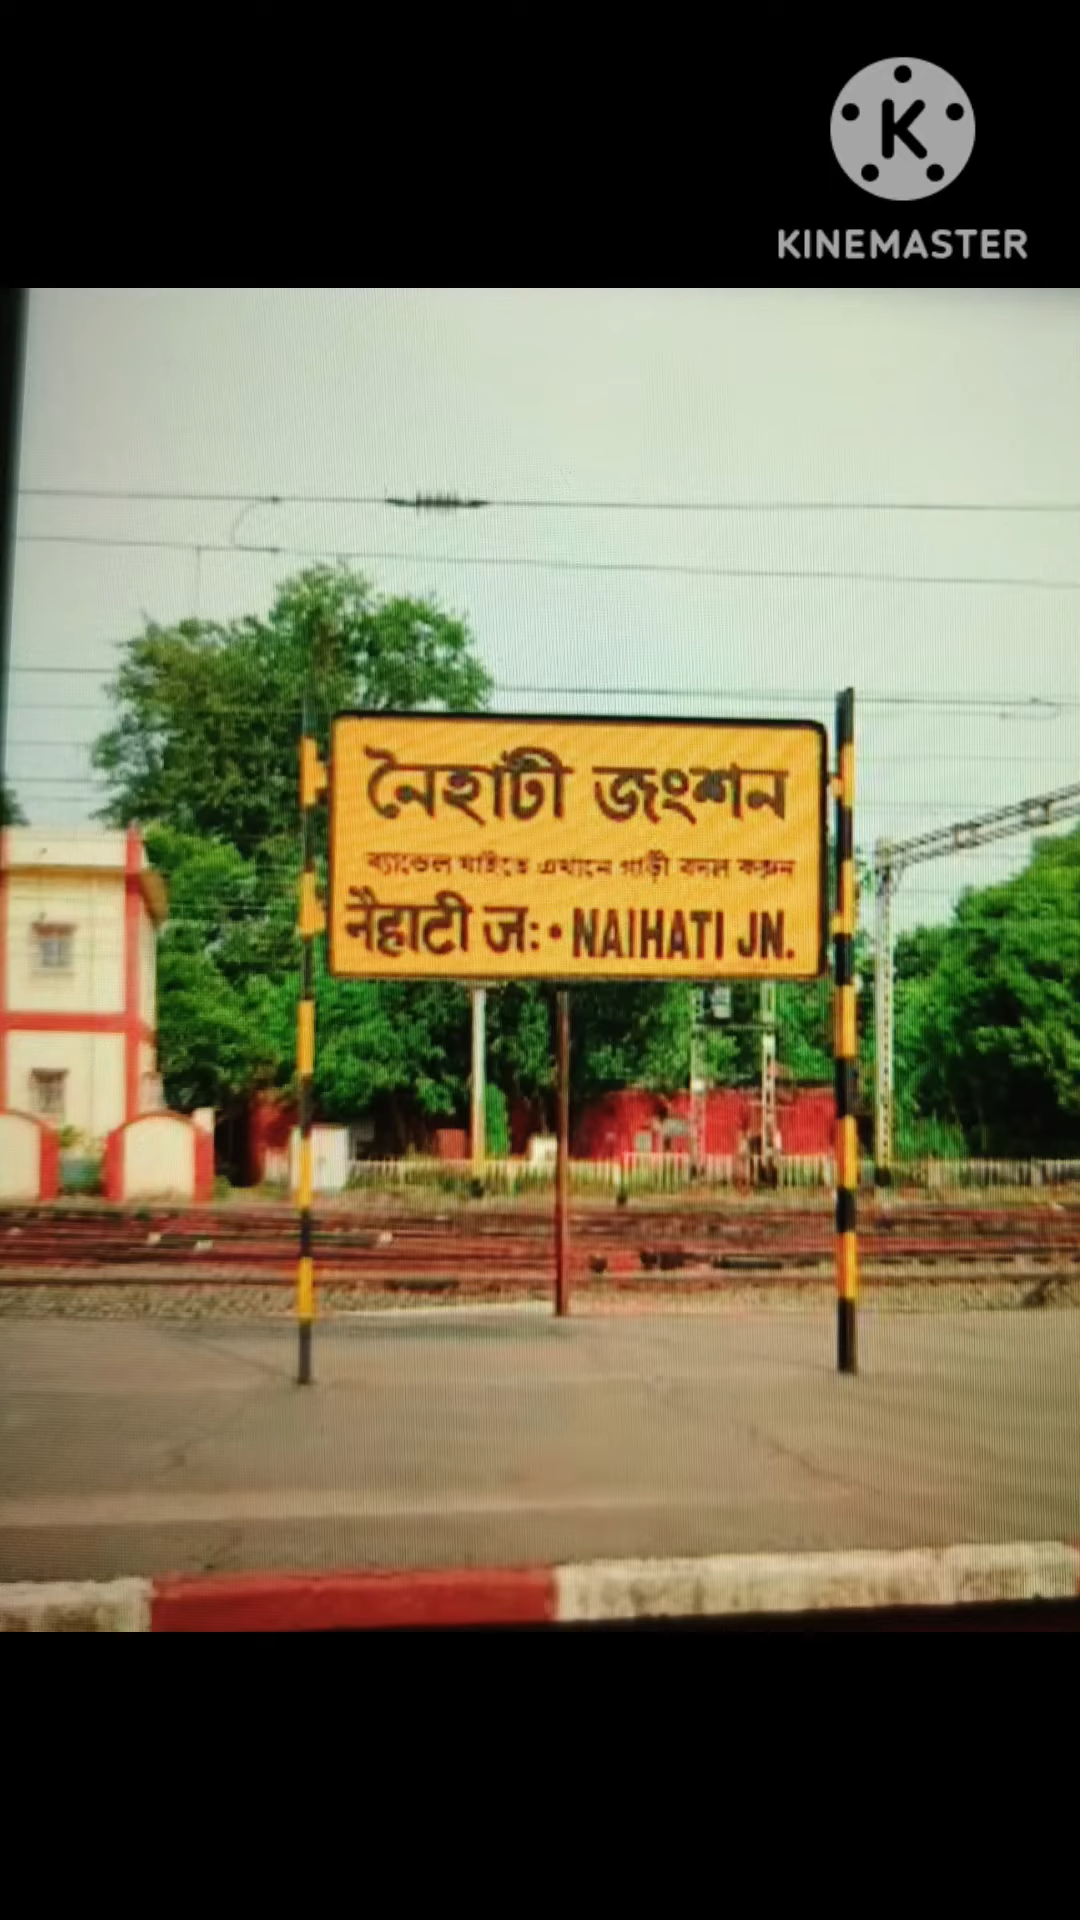 KINEMASTER
নৈহাটী জংশন
ব্যান্ডেল যাইতে এখানে গাড়ী বদল করুন
नैहाटी ज:•NAIHATI JN.